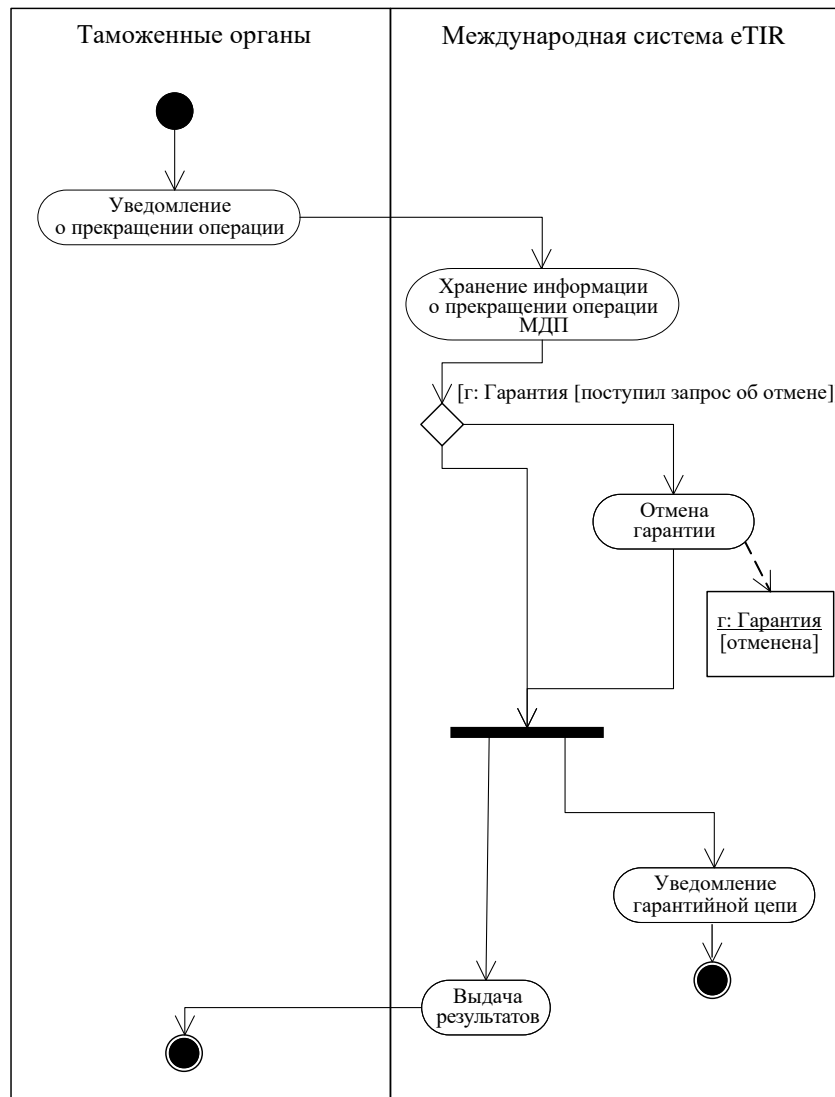 Таможенные органы
Международная система eTIR
Уведомление
о прекращении операции
Хранение информации
о прекращении операции
МДП
[г: Гарантия [поступил запрос об отмене]
Отмена
гарантии
г: Гарантия
[отменена]
Уведомление
гарантийной цепи
Выдача
результатов